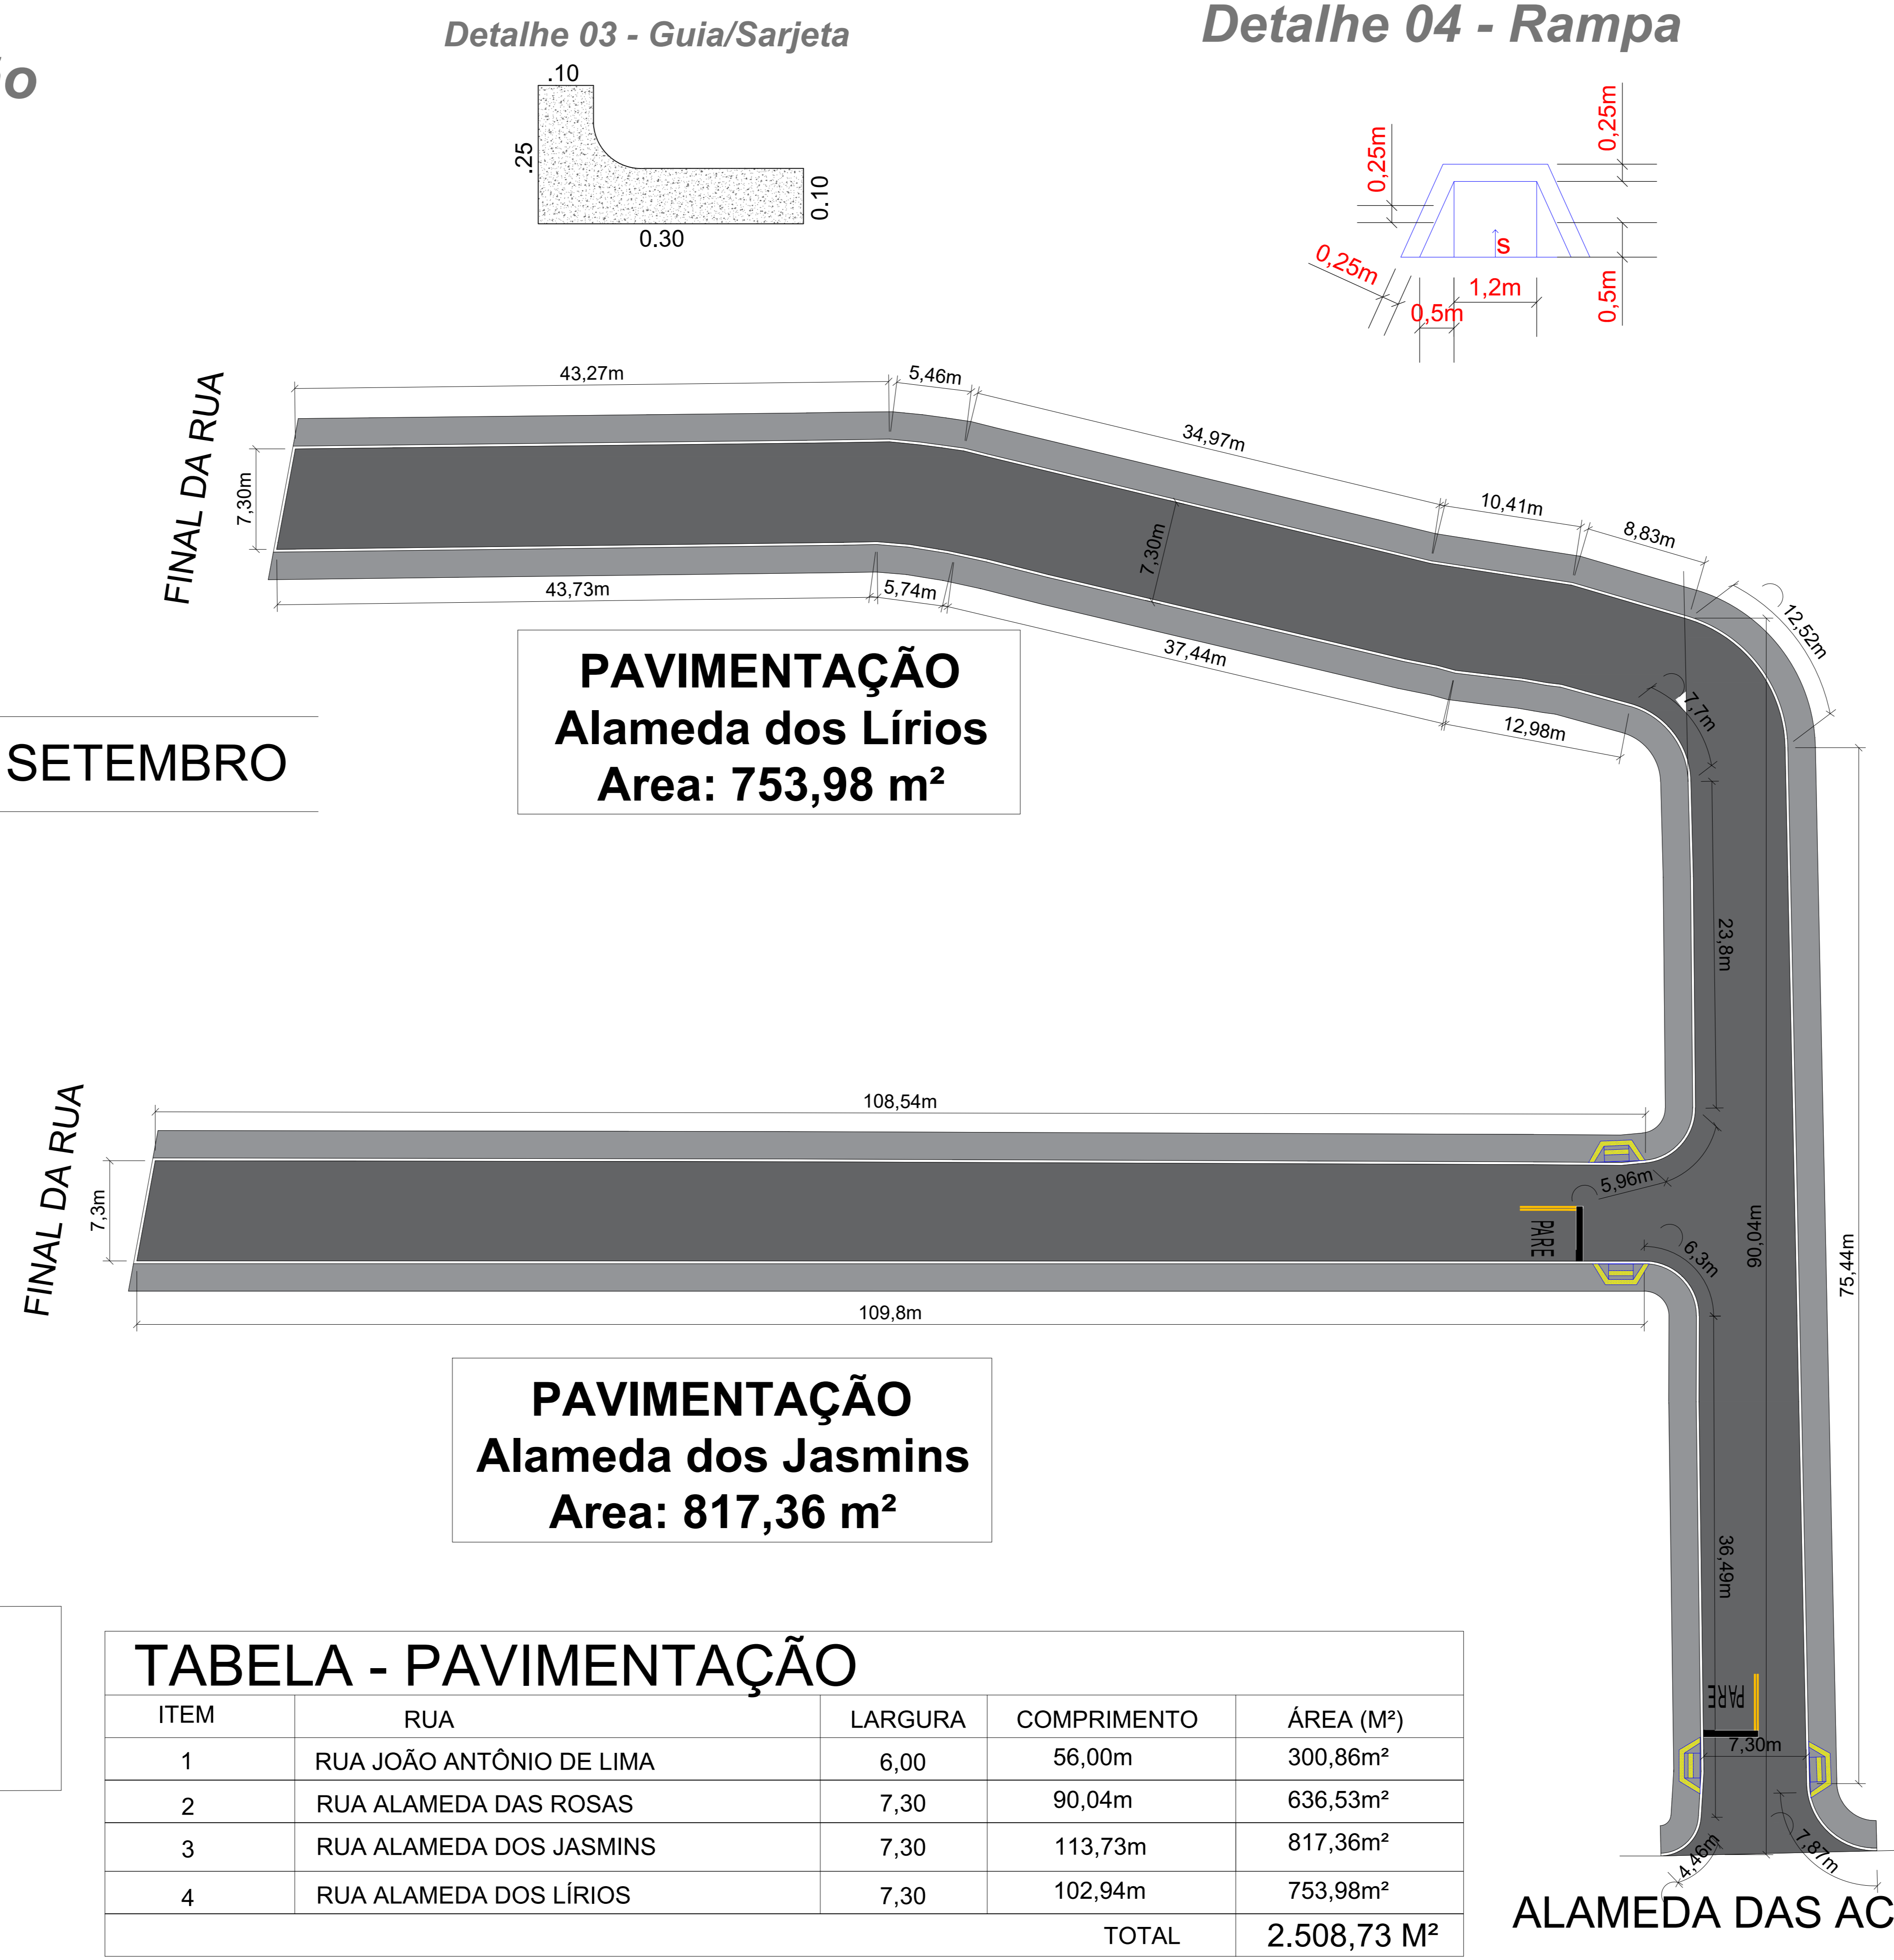 Detalhe 03 - Guia/Sarjeta
Detalhe 04 - Rampa
.10
.25
0.10
0.30
0,25m
0,25m
0,25m
S
1,2m
0,5m
0,5m
FINAL DA RUA
43,27m
5,46m
34,97m
10,41m
8,83m
12,52m
7,30m
7,30m
43,73m
5,74m
37,44m
12,98m
7,7m
PAVIMENTAÇÃO
Alameda dos Lírios
Area: 753,98 m²
SETEMBRO
23,8m
FINAL DA RUA
108,54m
7,3m
5,96m
PARE
6,3m
90,04m
75,44m
109,8m
PAVIMENTAÇÃO
Alameda dos Jasmins
Area: 817,36 m²
36,49m
PARE
7,30m
4,46m
7,87m
ALAMEDA DAS AC
TABELA - PAVIMENTAÇÃO
ITEM RUA LARGURA COMPRIMENTO ÁREA (M²)
1 RUA JOÃO ANTÔNIO DE LIMA 6,00 56,00m 300,86m²
2 RUA ALAMEDA DAS ROSAS 7,30 90,04m 636,53m²
3 RUA ALAMEDA DOS JASMINS 7,30 113,73m 817,36m²
4 RUA ALAMEDA DOS LÍRIOS 7,30 102,94m 753,98m²
TOTAL 2.508,73 M²